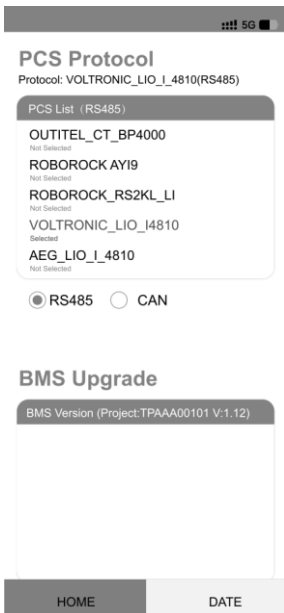 5G
PCS Protocol
Protocol: VOLTRONIC_LIO_I_4810(RS485)
PCS List（RS485）
OUTITEL_CT_BP4000
Not Selected
ROBOROCK AYI9
Not Selected
ROBOROCK_RS2KL_LI
Not Selected
VOLTRONIC_LIO_I4810
Selected
AEG_LIO_I_4810
Not Selected
RS485 CAN
BMS Upgrade
BMS Version (Project:TPAAA00101 V:1.12)
HOME DATE